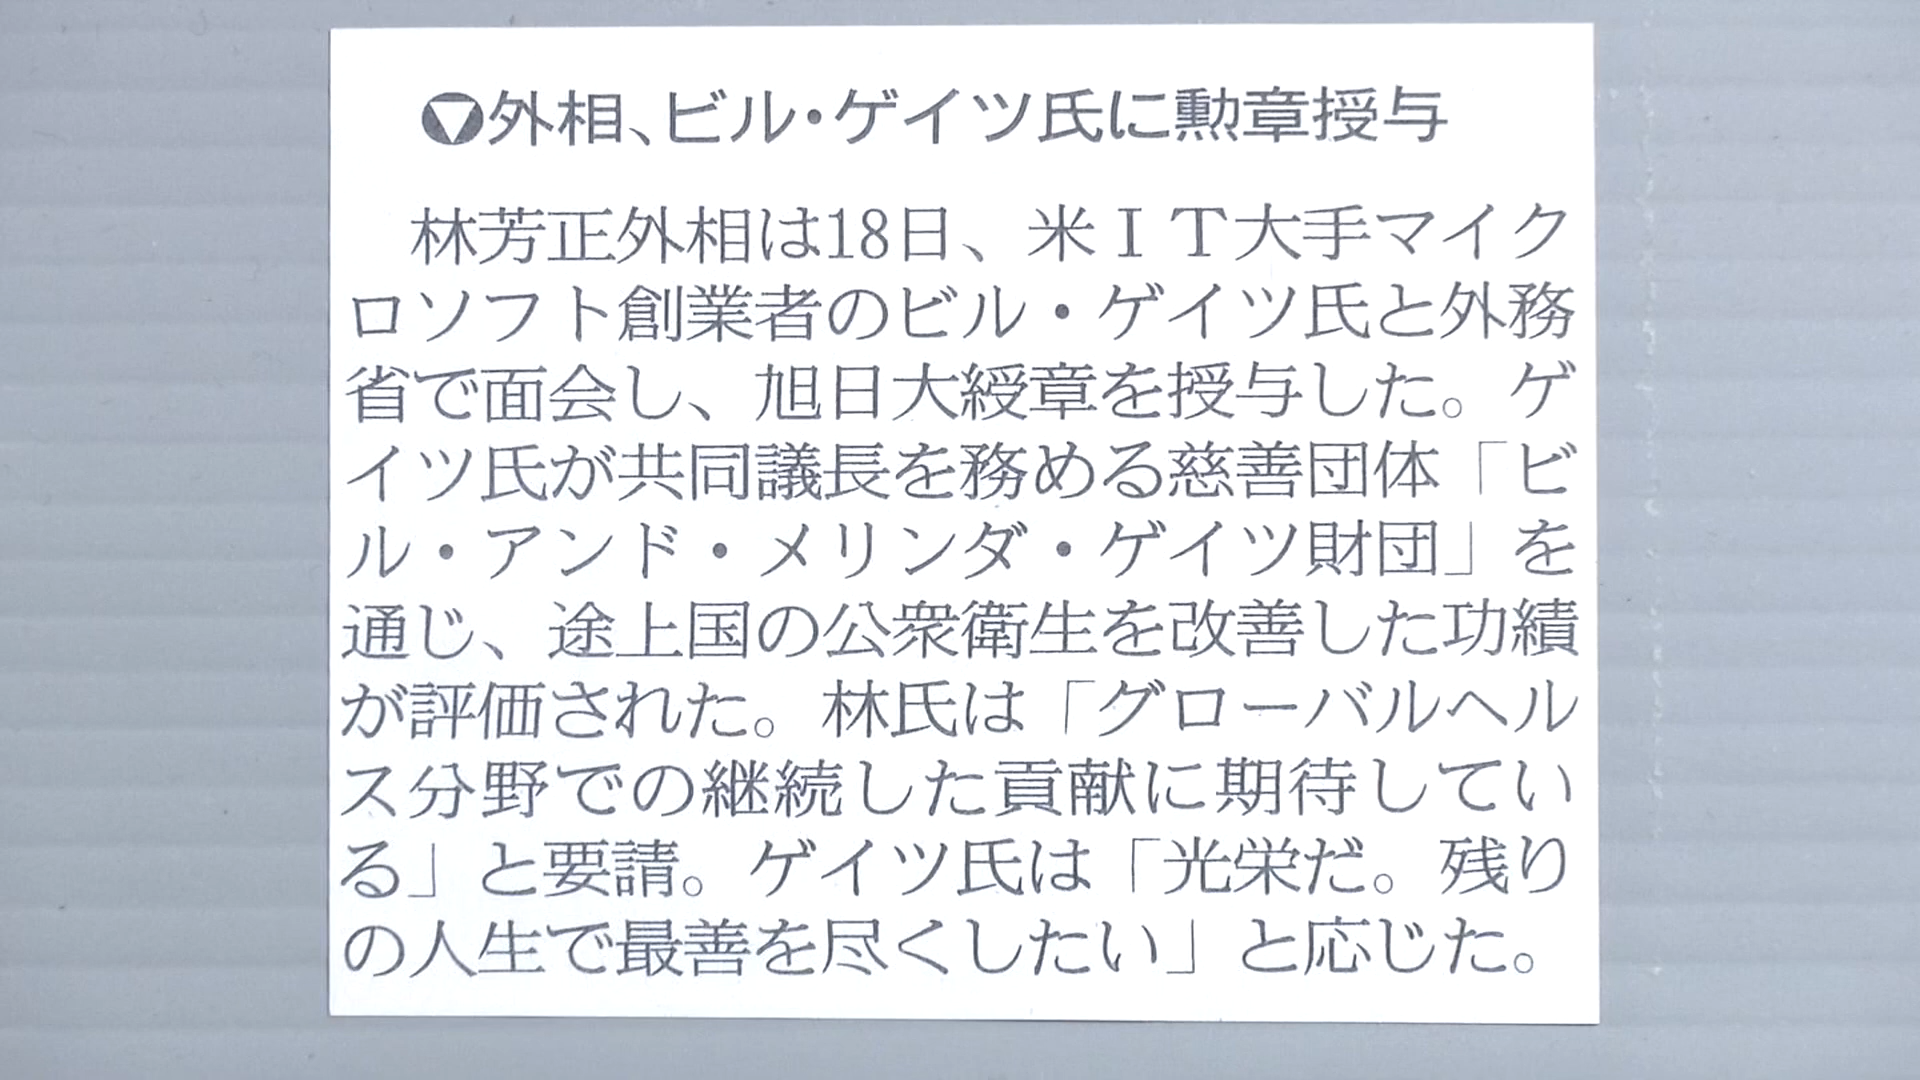 ▼外相、ビル・ゲイツ氏に勲章授与
林芳正外相は18日、米ＩＴ大手マイク
ロソフト創業者のビル・ゲイツ氏と外務
省で面会し、旭日大綬章を授与した。ゲ
イツ氏が共同議長を務める慈善団体「ビ
ル・アンド・メリンダ・ゲイツ財団」を
通じ、途上国の公衆衛生を改善した功績
が評価された。林氏は「グローバルヘル
ス分野での継続した貢献に期待してい
る」と要請。ゲイツ氏は「光栄だ。残り
の人生で最善を尽くしたい」と応じた。